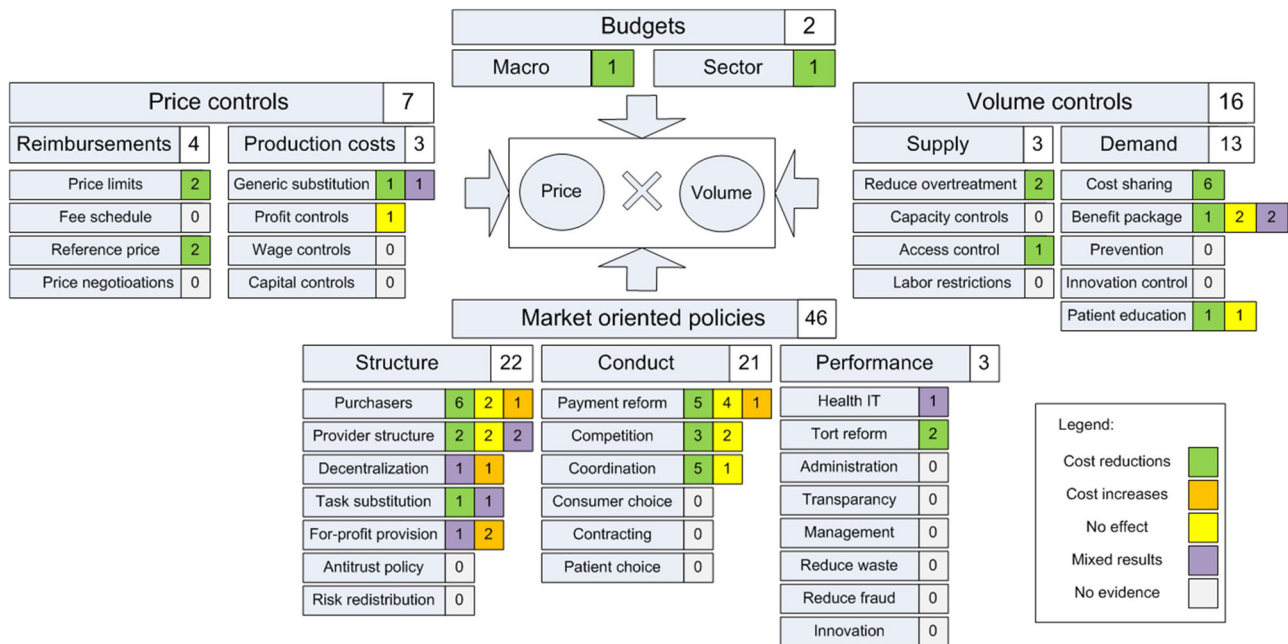 Budgets 2
Macro 1 Sector 1
Price controls 7
Reimbursements 4 Production costs 3
Price limits 2 Generic substitution 1 1
Fee schedule 0 Profit controls 1
Reference price 2 Wage controls 0
Price negotioations 0 Capital controls 0
Price Volume
Volume controls 16
Supply 3 Demand 13
Reduce overtreatment 2 Cost sharing 6
Capacity controls 0 Benefit package 1 2 2
Access control 1 Prevention 0
Labor restrictions 0 Innovation control 0
Patient education 1 1
Market oriented policies 46
Structure 22 Conduct 21 Performance 3
Purchasers 6 2 1 Payment reform 5 4 1 Health IT 1
Provider structure 2 2 2 Competition 3 2 Tort reform 2
Decentralization 1 1 Coordination 5 1 Administration 0
Task substitution 1 1 Consumer choice 0 Transparancy 0
For-profit provision 1 2 Contracting 0 Management 0
Antitrust policy 0 Patient choice 0 Reduce waste 0
Risk redistribution 0 Reduce fraud 0
Innovation 0
Legend:
Cost reductions
Cost increases
No effect
Mixed results
No evidence